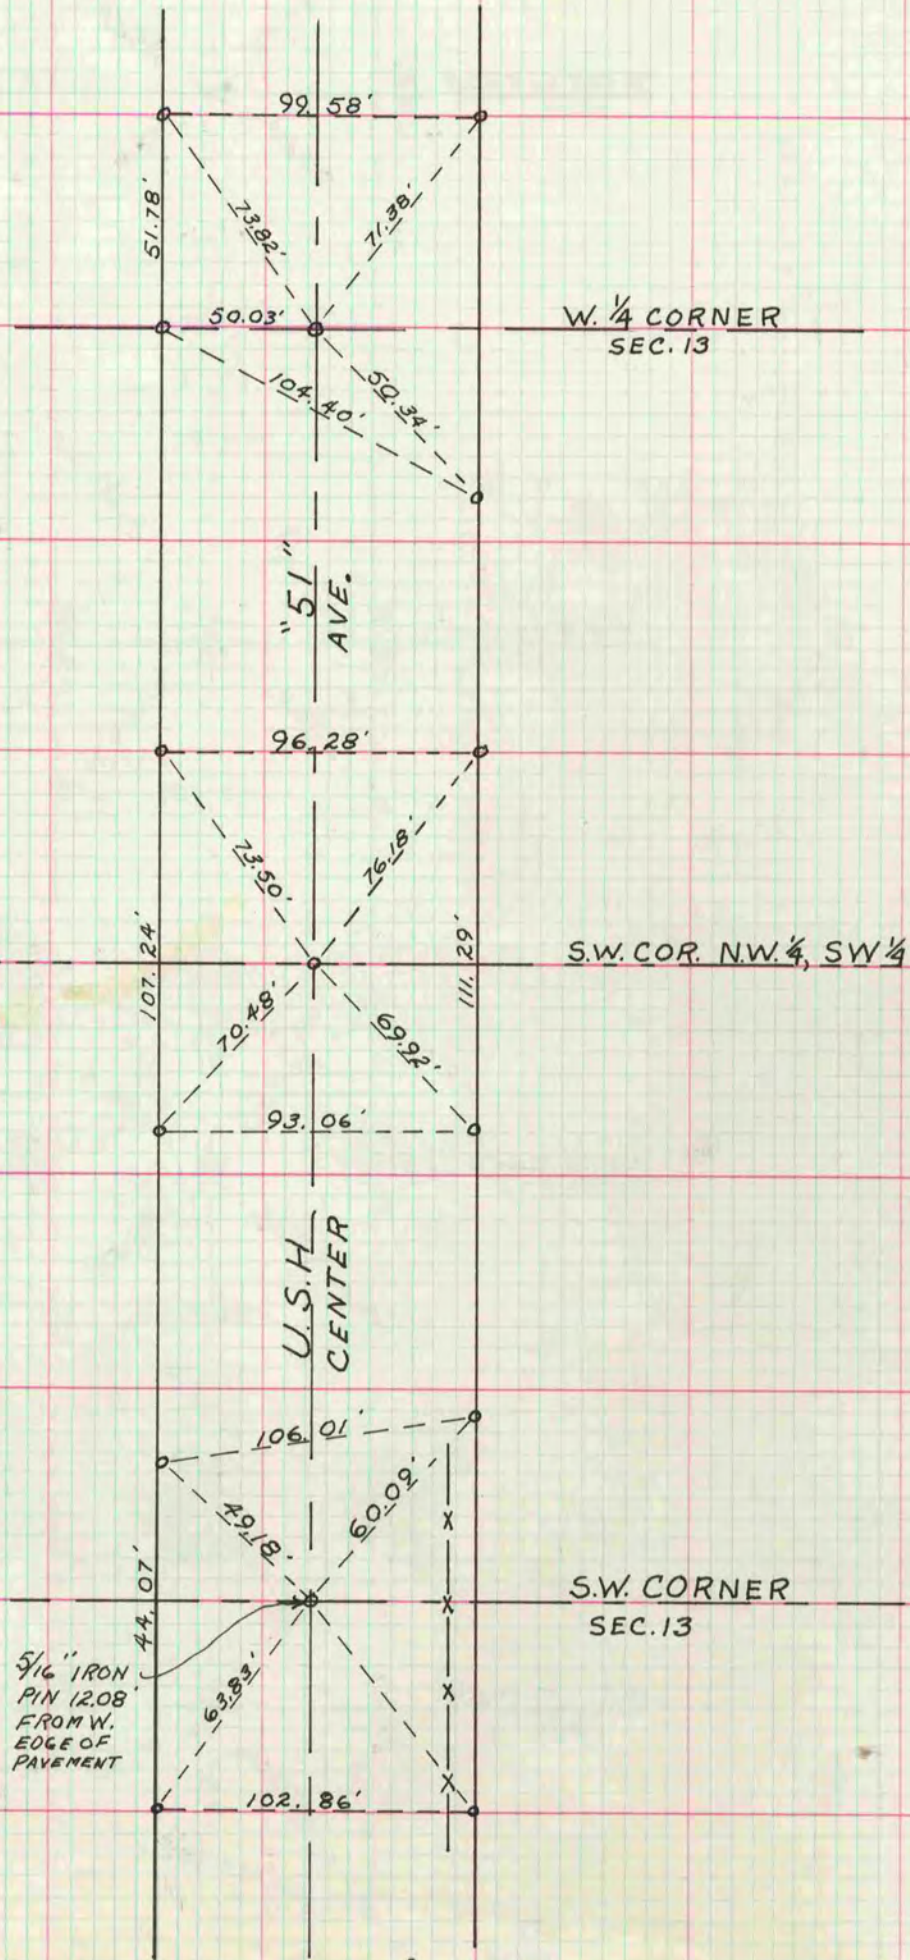 99.58'
51.78'
73.82'
71.38'
50.03'
W. 1/4 CORNER
SEC. 13
104.40'
50.34'
"51"
AVE.
96.28'
73.50'
76.18'
107.24'
111.29'
S.W. COR. N.W. 1/4, SW 1/4
70.48'
69.92'
93.06'
U.S.H
CENTER
106.01'
49.18'
60.09'
X
44.07'
S.W. CORNER
SEC. 13
X
5/16" IRON
PIN 12.08'
FROM W.
EDGE OF
PAVEMENT
63.83'
X
X
102.86'